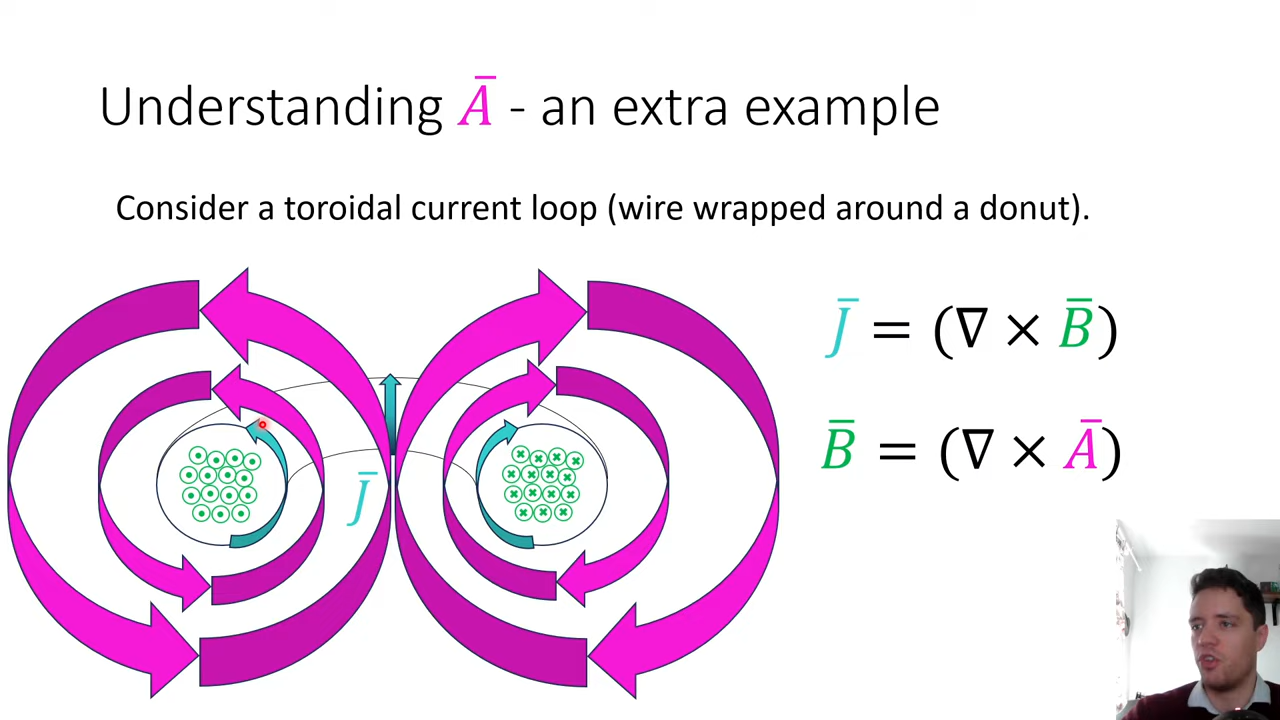 Understanding A̅ - an extra example
Consider a toroidal current loop (wire wrapped around a donut).
J̅ = (∇ × B̅)
B̅ = (∇ × A̅)
J̅